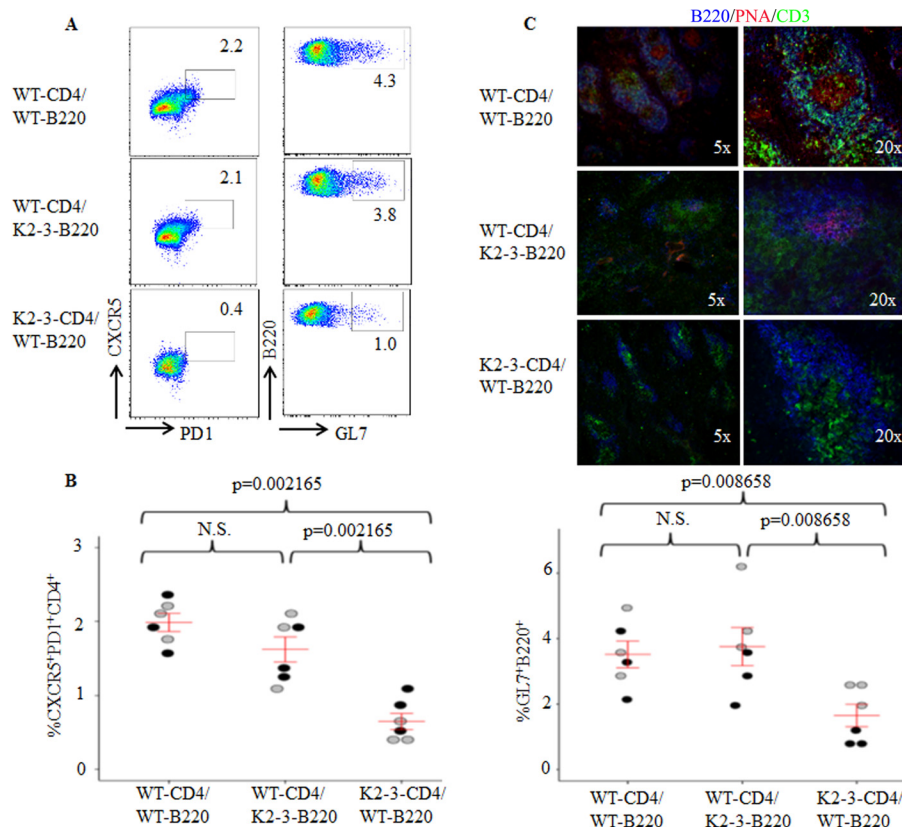 A
WT-CD4/
WT-B220
2.2
4.3
WT-CD4/
K2-3-B220
2.1
3.8
K2-3-CD4/
WT-B220
0.4
1.0
CXCR5
PD1
B220
GL7
C
B220/PNA/CD3
WT-CD4/
WT-B220
5x
20x
WT-CD4/
K2-3-B220
5x
20x
K2-3-CD4/
WT-B220
5x
20x
B
p=0.002165
N.S.
p=0.002165
%CXCR5⁺PD1⁺CD4⁺
3
2
1
0
WT-CD4/
WT-B220
WT-CD4/
K2-3-B220
K2-3-CD4/
WT-B220
p=0.008658
N.S.
p=0.008658
%GL7⁺B220⁺
6
4
2
0
WT-CD4/
WT-B220
WT-CD4/
K2-3-B220
K2-3-CD4/
WT-B220